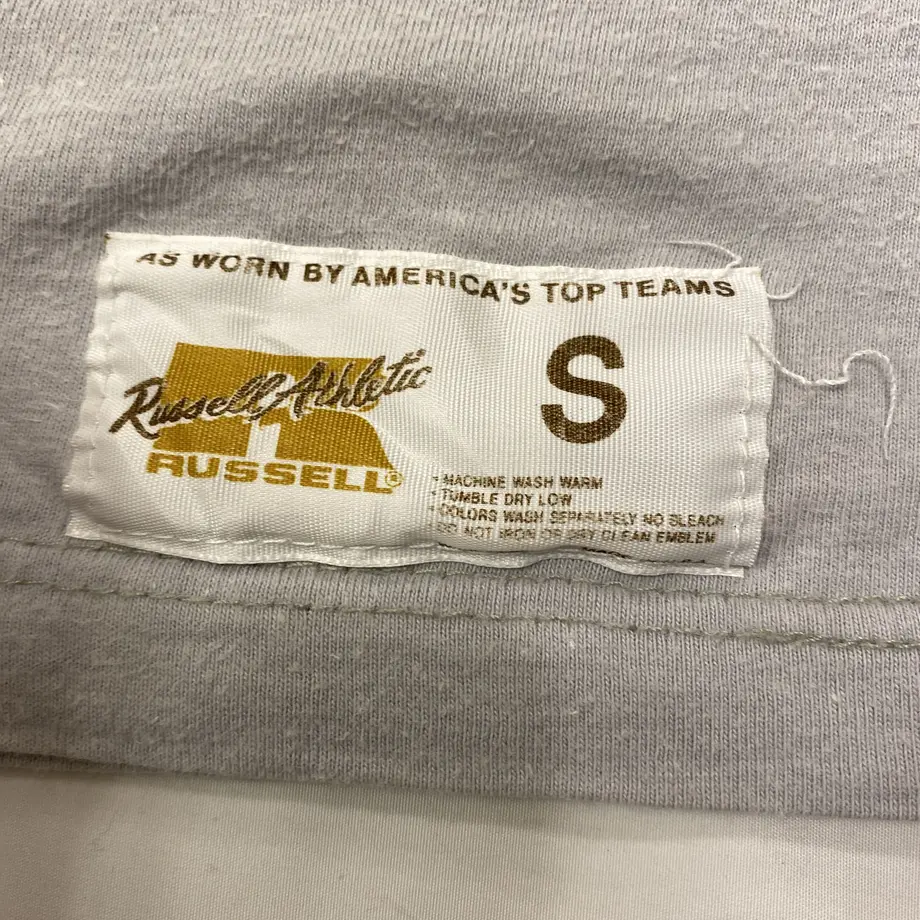 AS WORN BY AMERICA'S TOP TEAMS
Russell Athletic
R
RUSSELL®
S
- MACHINE WASH WARM
- TUMBLE DRY LOW
- COLORS WASH SEPARATELY NO BLEACH
DO NOT IRON OR DRY CLEAN EMBLEM